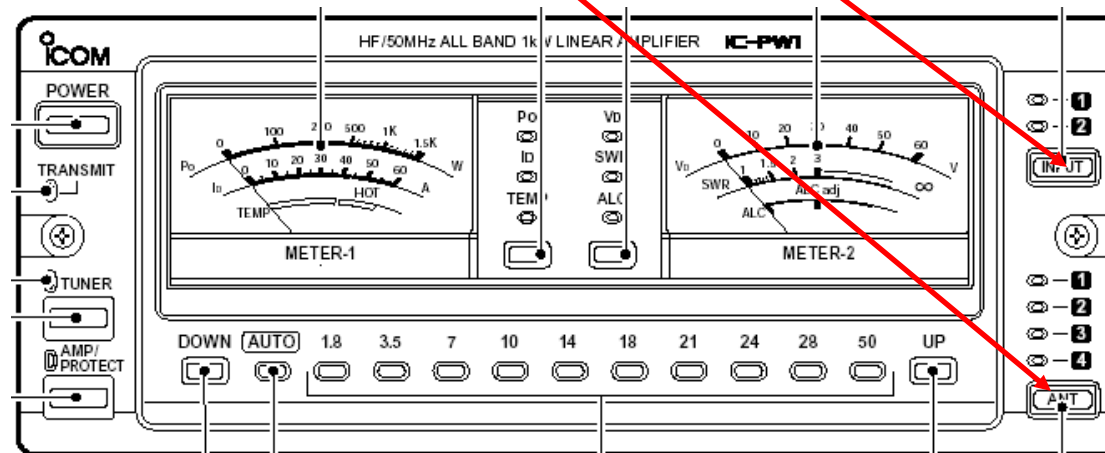 ICOM
HF/50MHz ALL BAND 1kW LINEAR AMPLIFIER IC-PW1
POWER
TRANSMIT
TUNER
AMP/
PROTECT
0 100 500 1K 1.5K
Po W
0 10 20 30 40 50 60
ID A
TEMP HOT
METER-1
Po VD
ID SWR
TEMP ALC
0 10 20 40 50 60
VD V
1 1.5 2 3 ∞
SWR
ALC ALC adj
METER-2
1
2
INPUT
1
2
3
4
ANT
DOWN AUTO 1.8 3.5 7 10 14 18 21 24 28 50 UP